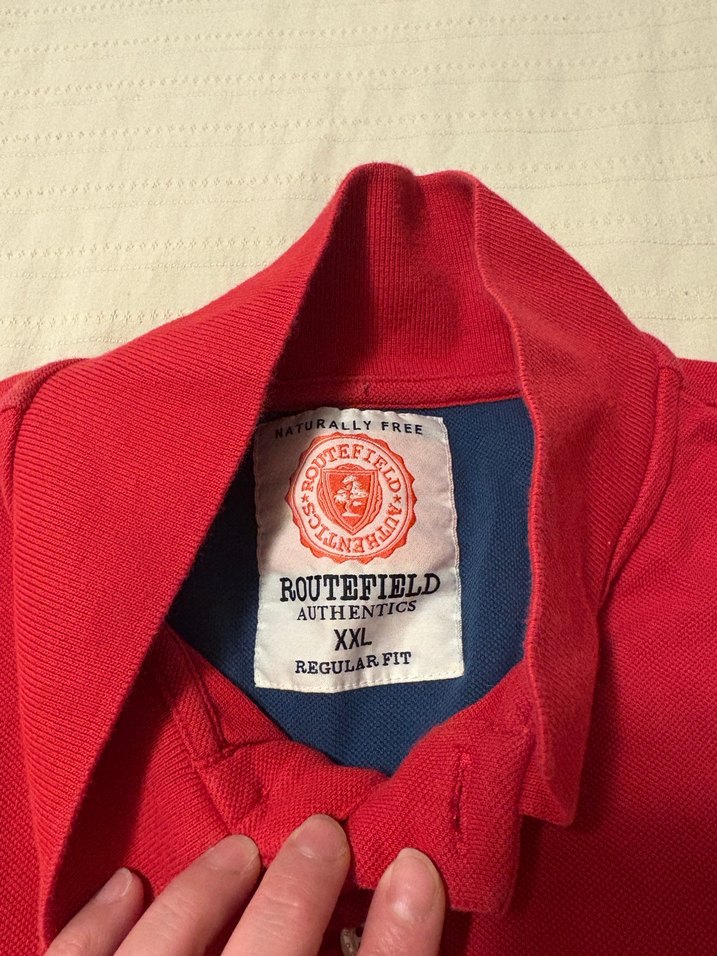 NATURALLY FREE
ROUTEFIELD
AUTHENTICS
ROUTEFIELD
AUTHENTICS
XXL
REGULAR FIT